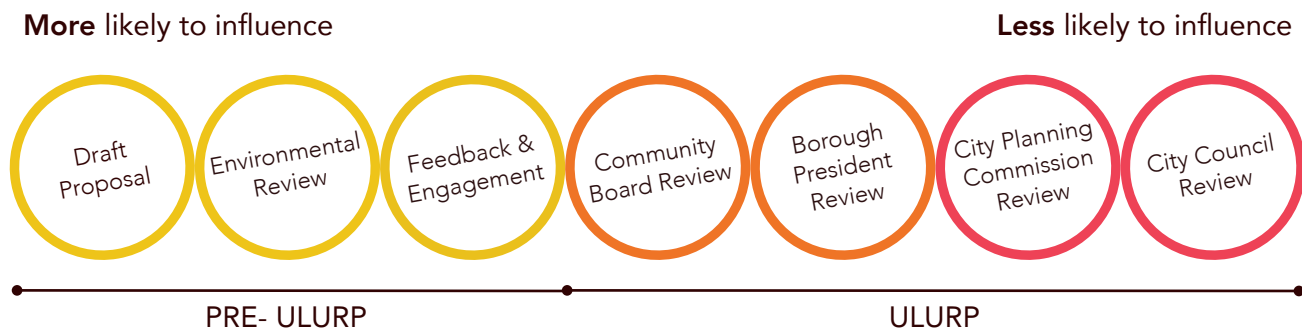 More likely to influence
Less likely to influence
Draft
Proposal
Environmental
Review
Feedback &
Engagement
Community
Board Review
Borough
President
Review
City Planning
Commission
Review
City Council
Review
PRE- ULURP
ULURP